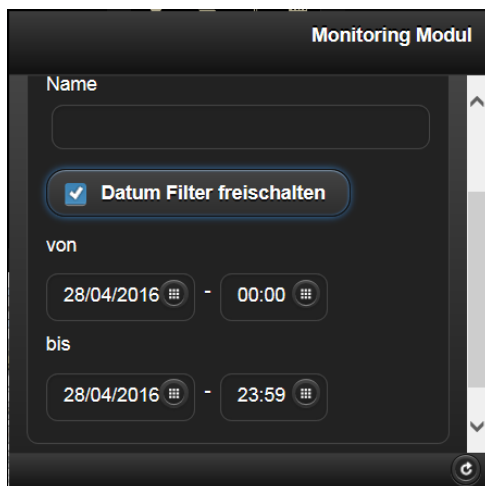 Monitoring Modul
Name
Datum Filter freischalten
von
28/04/2016 - 00:00
bis
28/04/2016 - 23:59